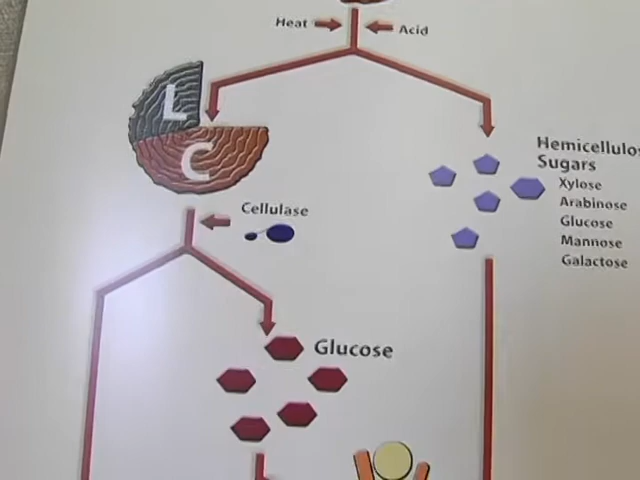 Heat
Acid
L
C
Cellulase
Hemicellulos
Sugars
Xylose
Arabinose
Glucose
Mannose
Galactose
Glucose